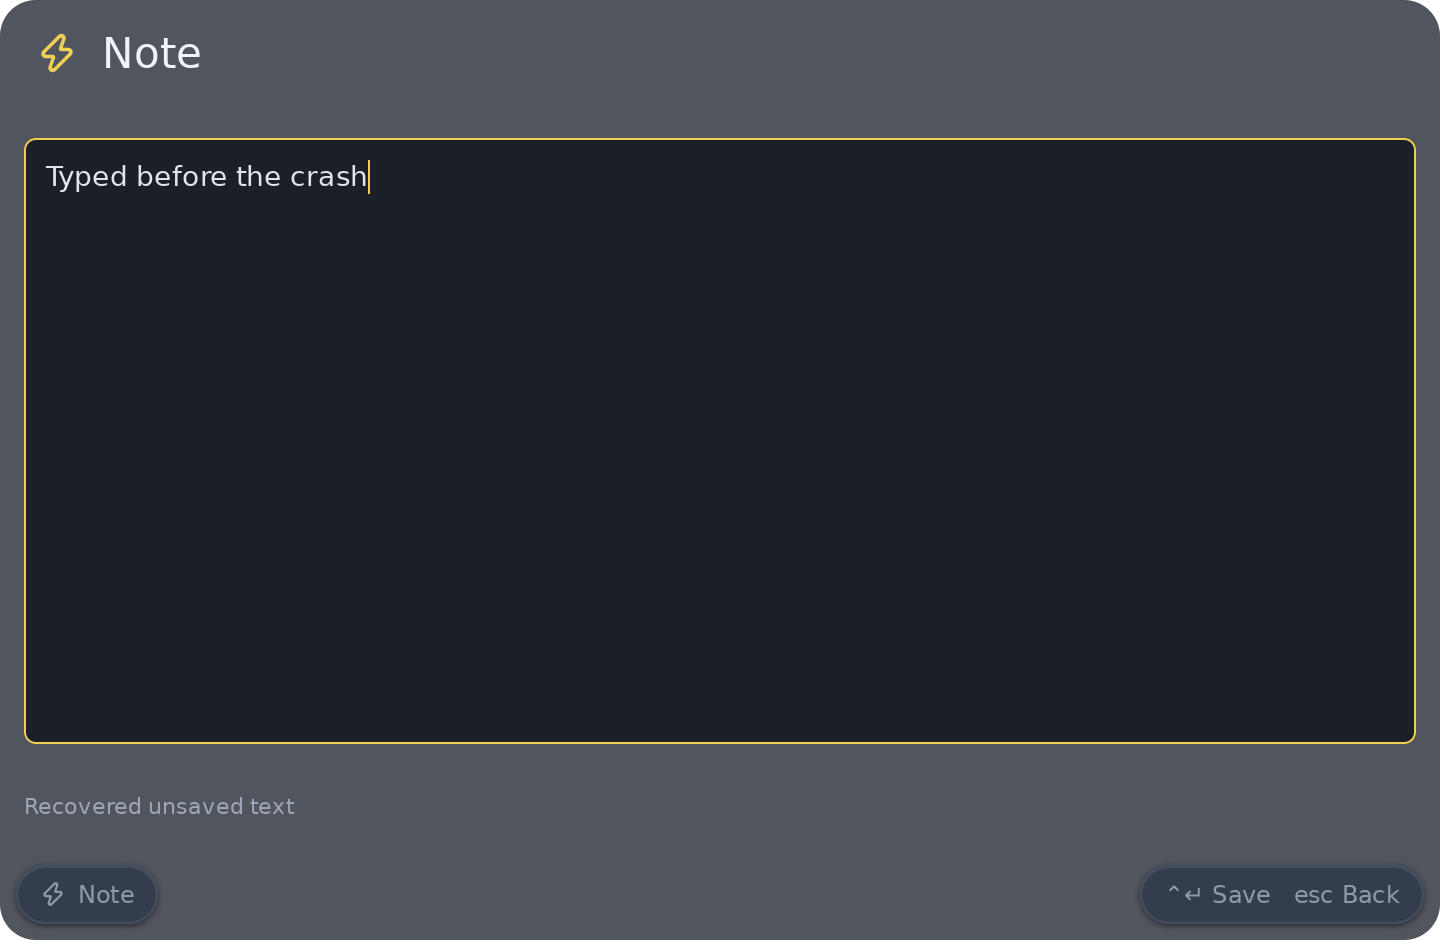 Note
Typed before the crash
Recovered unsaved text
Note
^↵ Save esc Back